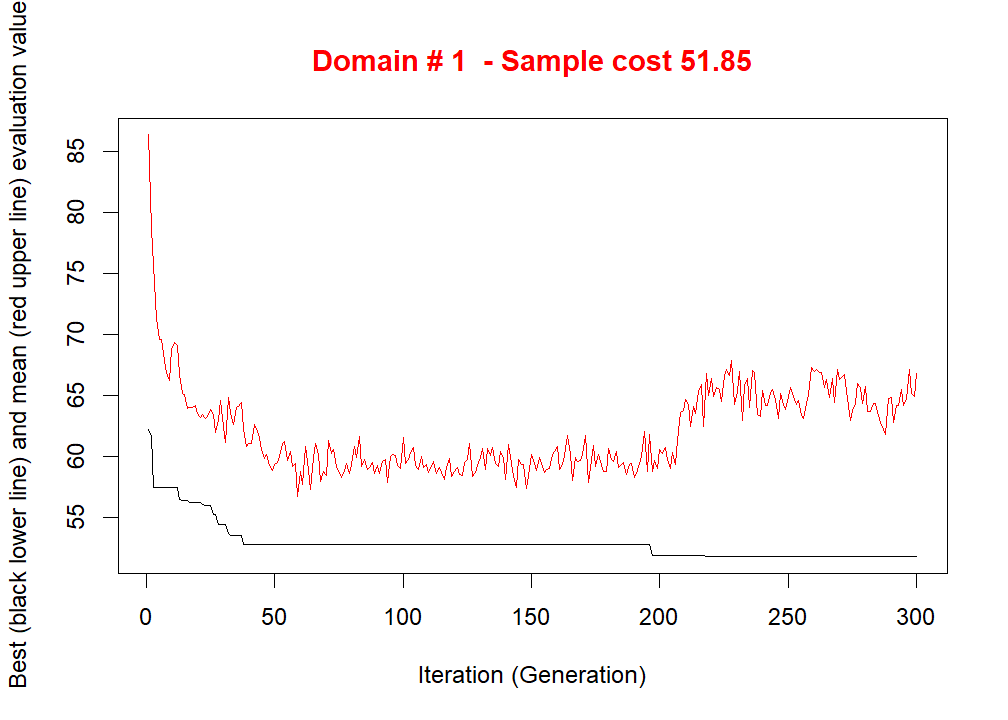 Domain # 1  - Sample cost 51.85
Best (black lower line) and mean (red upper line) evaluation value
85
80
75
70
65
60
55
0 50 100 150 200 250 300
Iteration (Generation)